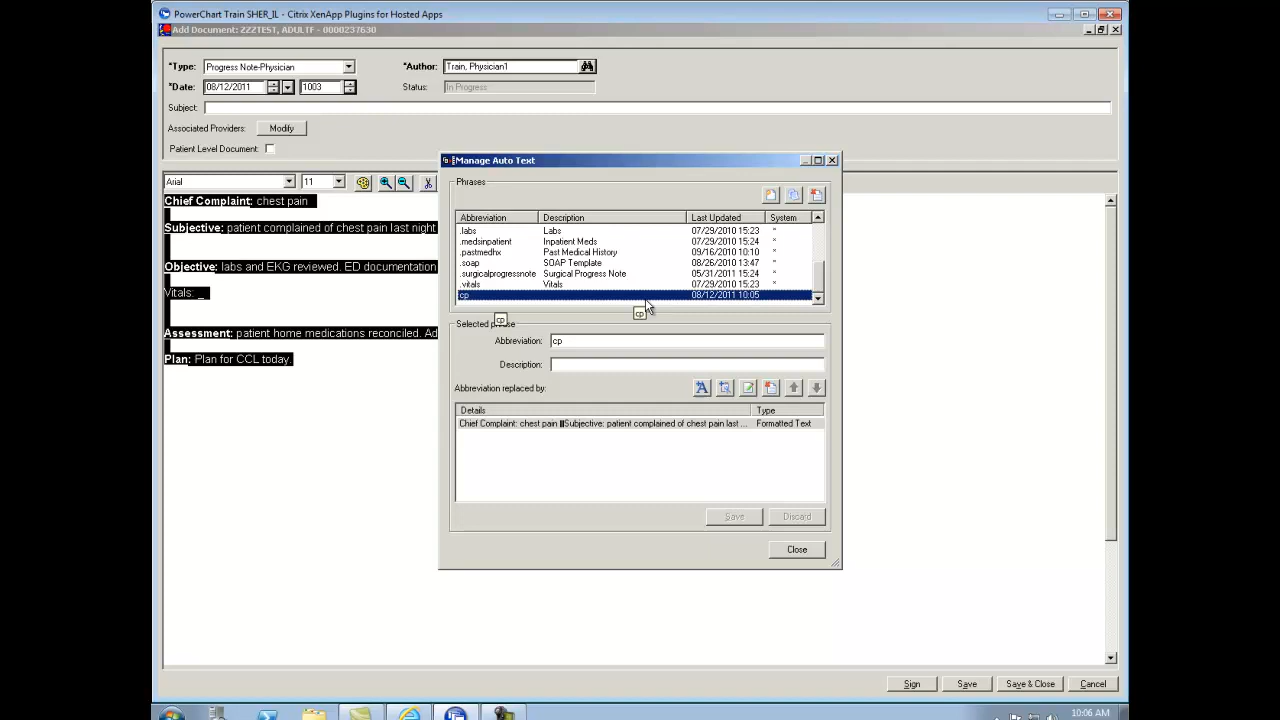 PowerChart Train SHER_IL - Citrix XenApp Plugins for Hosted Apps
Add Document: ZZZTEST, ADULTF - 0000237630
*Type: Progress Note-Physician *Author: Train, Physician1
*Date: 08/12/2011 1003 Status: In Progress
Subject:
Associated Providers: Modify
Patient Level Document:
Arial 11
Chief Complaint: chest pain
Subjective: patient complained of chest pain last night
Objective: labs and EKG reviewed. ED documentation
Vitals: _
Assessment: patient home medications reconciled. Ad
Plan: Plan for CCL today.
Manage Auto Text
Phrases
Abbreviation Description Last Updated System
.labs Labs 07/29/2010 15:23 *
.medsinpatient Inpatient Meds 07/29/2010 15:24 *
.pastmedhx Past Medical History 09/16/2010 10:10 *
.soap SOAP Template 08/26/2010 13:47 *
.surgicalprogressnote Surgical Progress Note 05/31/2011 15:24 *
.vitals Vitals 07/29/2010 15:23 *
cp 08/12/2011 10:05
cp
cp
Selected phrase
Abbreviation: cp
Description:
Abbreviation replaced by:
Details Type
Chief Complaint: chest pain Subjective: patient complained of chest pain last ... Formatted Text
Save Discard
Close
Sign Save Save & Close Cancel
10:06 AM